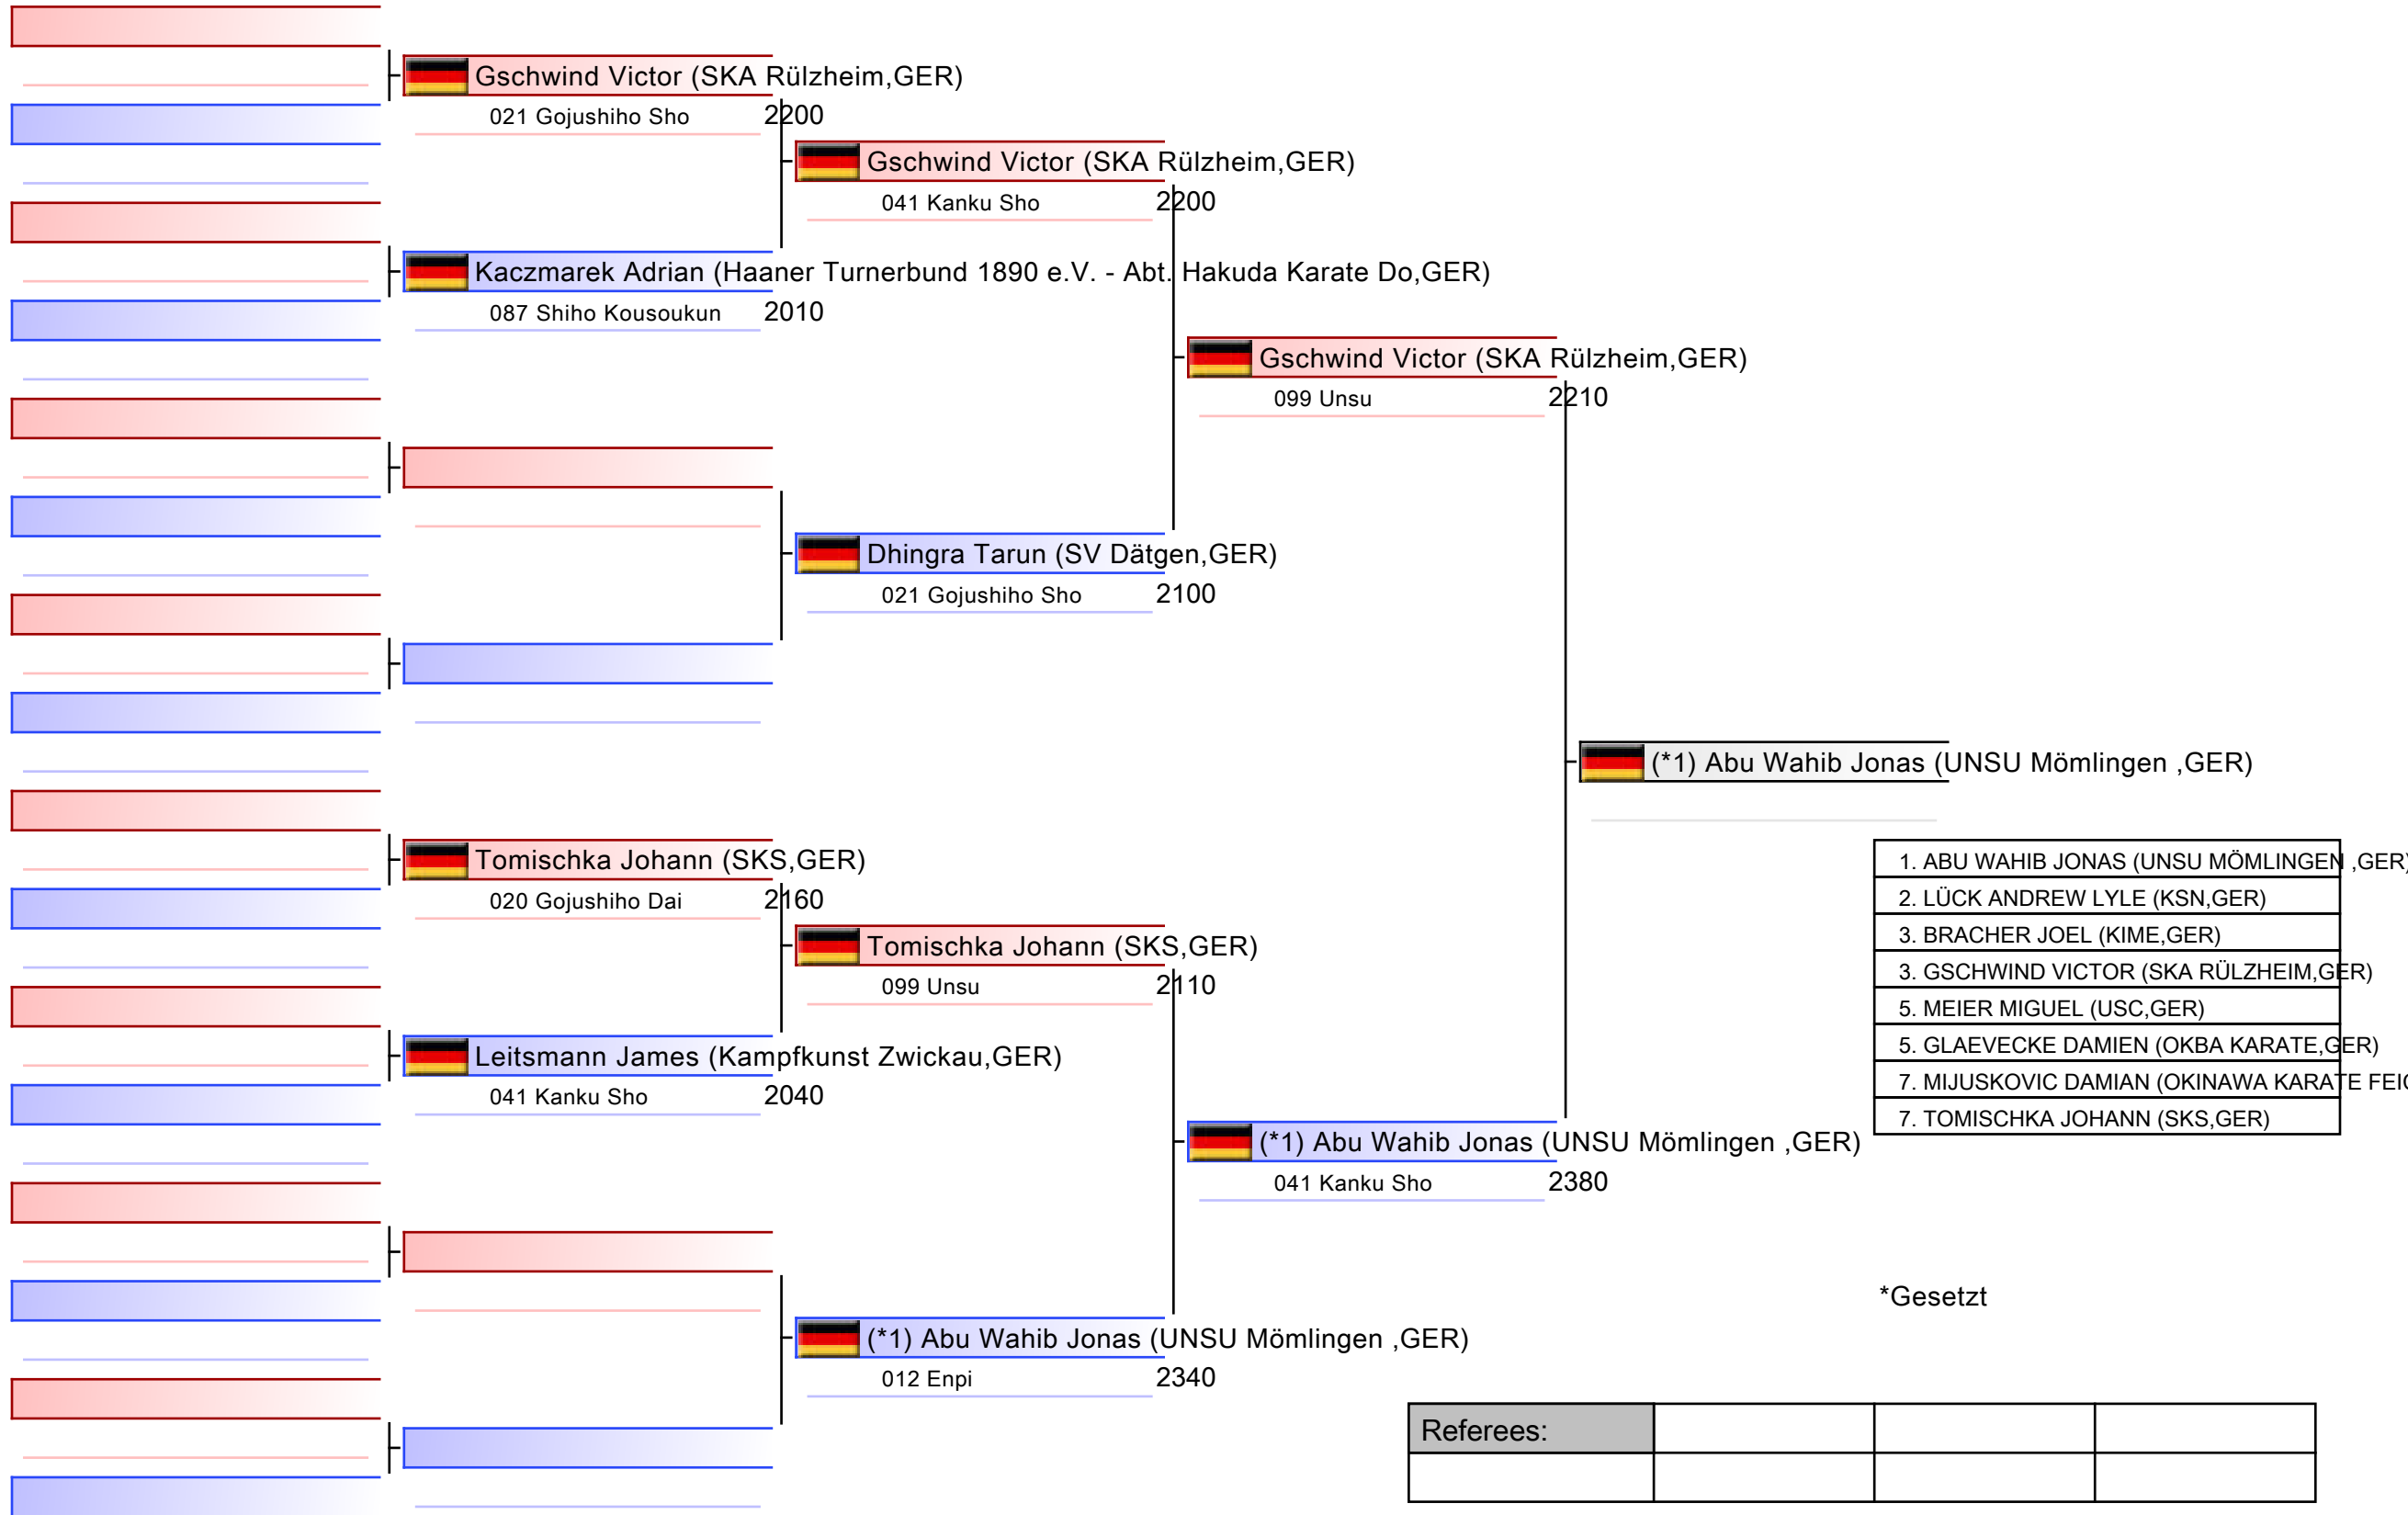 Gschwind Victor (SKA Rülzheim,GER)
021 Gojushiho Sho 2200
Gschwind Victor (SKA Rülzheim,GER)
041 Kanku Sho 2200
Kaczmarek Adrian (Haaner Turnerbund 1890 e.V. - Abt. Hakuda Karate Do,GER)
087 Shiho Kousoukun 2010
Gschwind Victor (SKA Rülzheim,GER)
099 Unsu 2210
Dhingra Tarun (SV Dätgen,GER)
021 Gojushiho Sho 2100
(*1) Abu Wahib Jonas (UNSU Mömlingen ,GER)
Tomischka Johann (SKS,GER)
020 Gojushiho Dai 2160
Tomischka Johann (SKS,GER)
099 Unsu 2110
Leitsmann James (Kampfkunst Zwickau,GER)
041 Kanku Sho 2040
(*1) Abu Wahib Jonas (UNSU Mömlingen ,GER)
041 Kanku Sho 2380
(*1) Abu Wahib Jonas (UNSU Mömlingen ,GER)
012 Enpi 2340
1. ABU WAHIB JONAS (UNSU MÖMLINGEN ,GER)
2. LÜCK ANDREW LYLE (KSN,GER)
3. BRACHER JOEL (KIME,GER)
3. GSCHWIND VICTOR (SKA RÜLZHEIM,GER)
5. MEIER MIGUEL (USC,GER)
5. GLAEVECKE DAMIEN (OKBA KARATE,GER)
7. MIJUSKOVIC DAMIAN (OKINAWA KARATE
7. TOMISCHKA JOHANN (SKS,GER)
*Gesetzt
Referees: